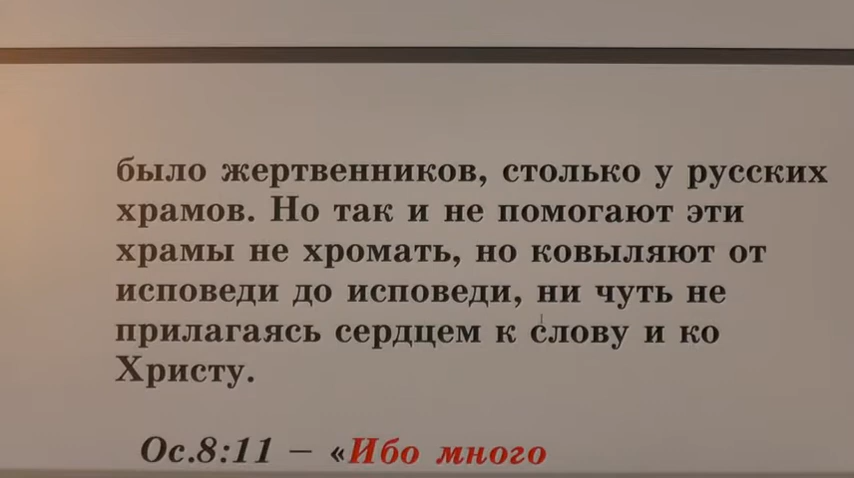 было жертвенников, столько у русских
храмов. Но так и не помогают эти
храмы не хромать, но ковыляют от
исповеди до исповеди, ни чуть не
прилагаясь сердцем к слову и ко
Христу.
Ос.8:11 – «Ибо много